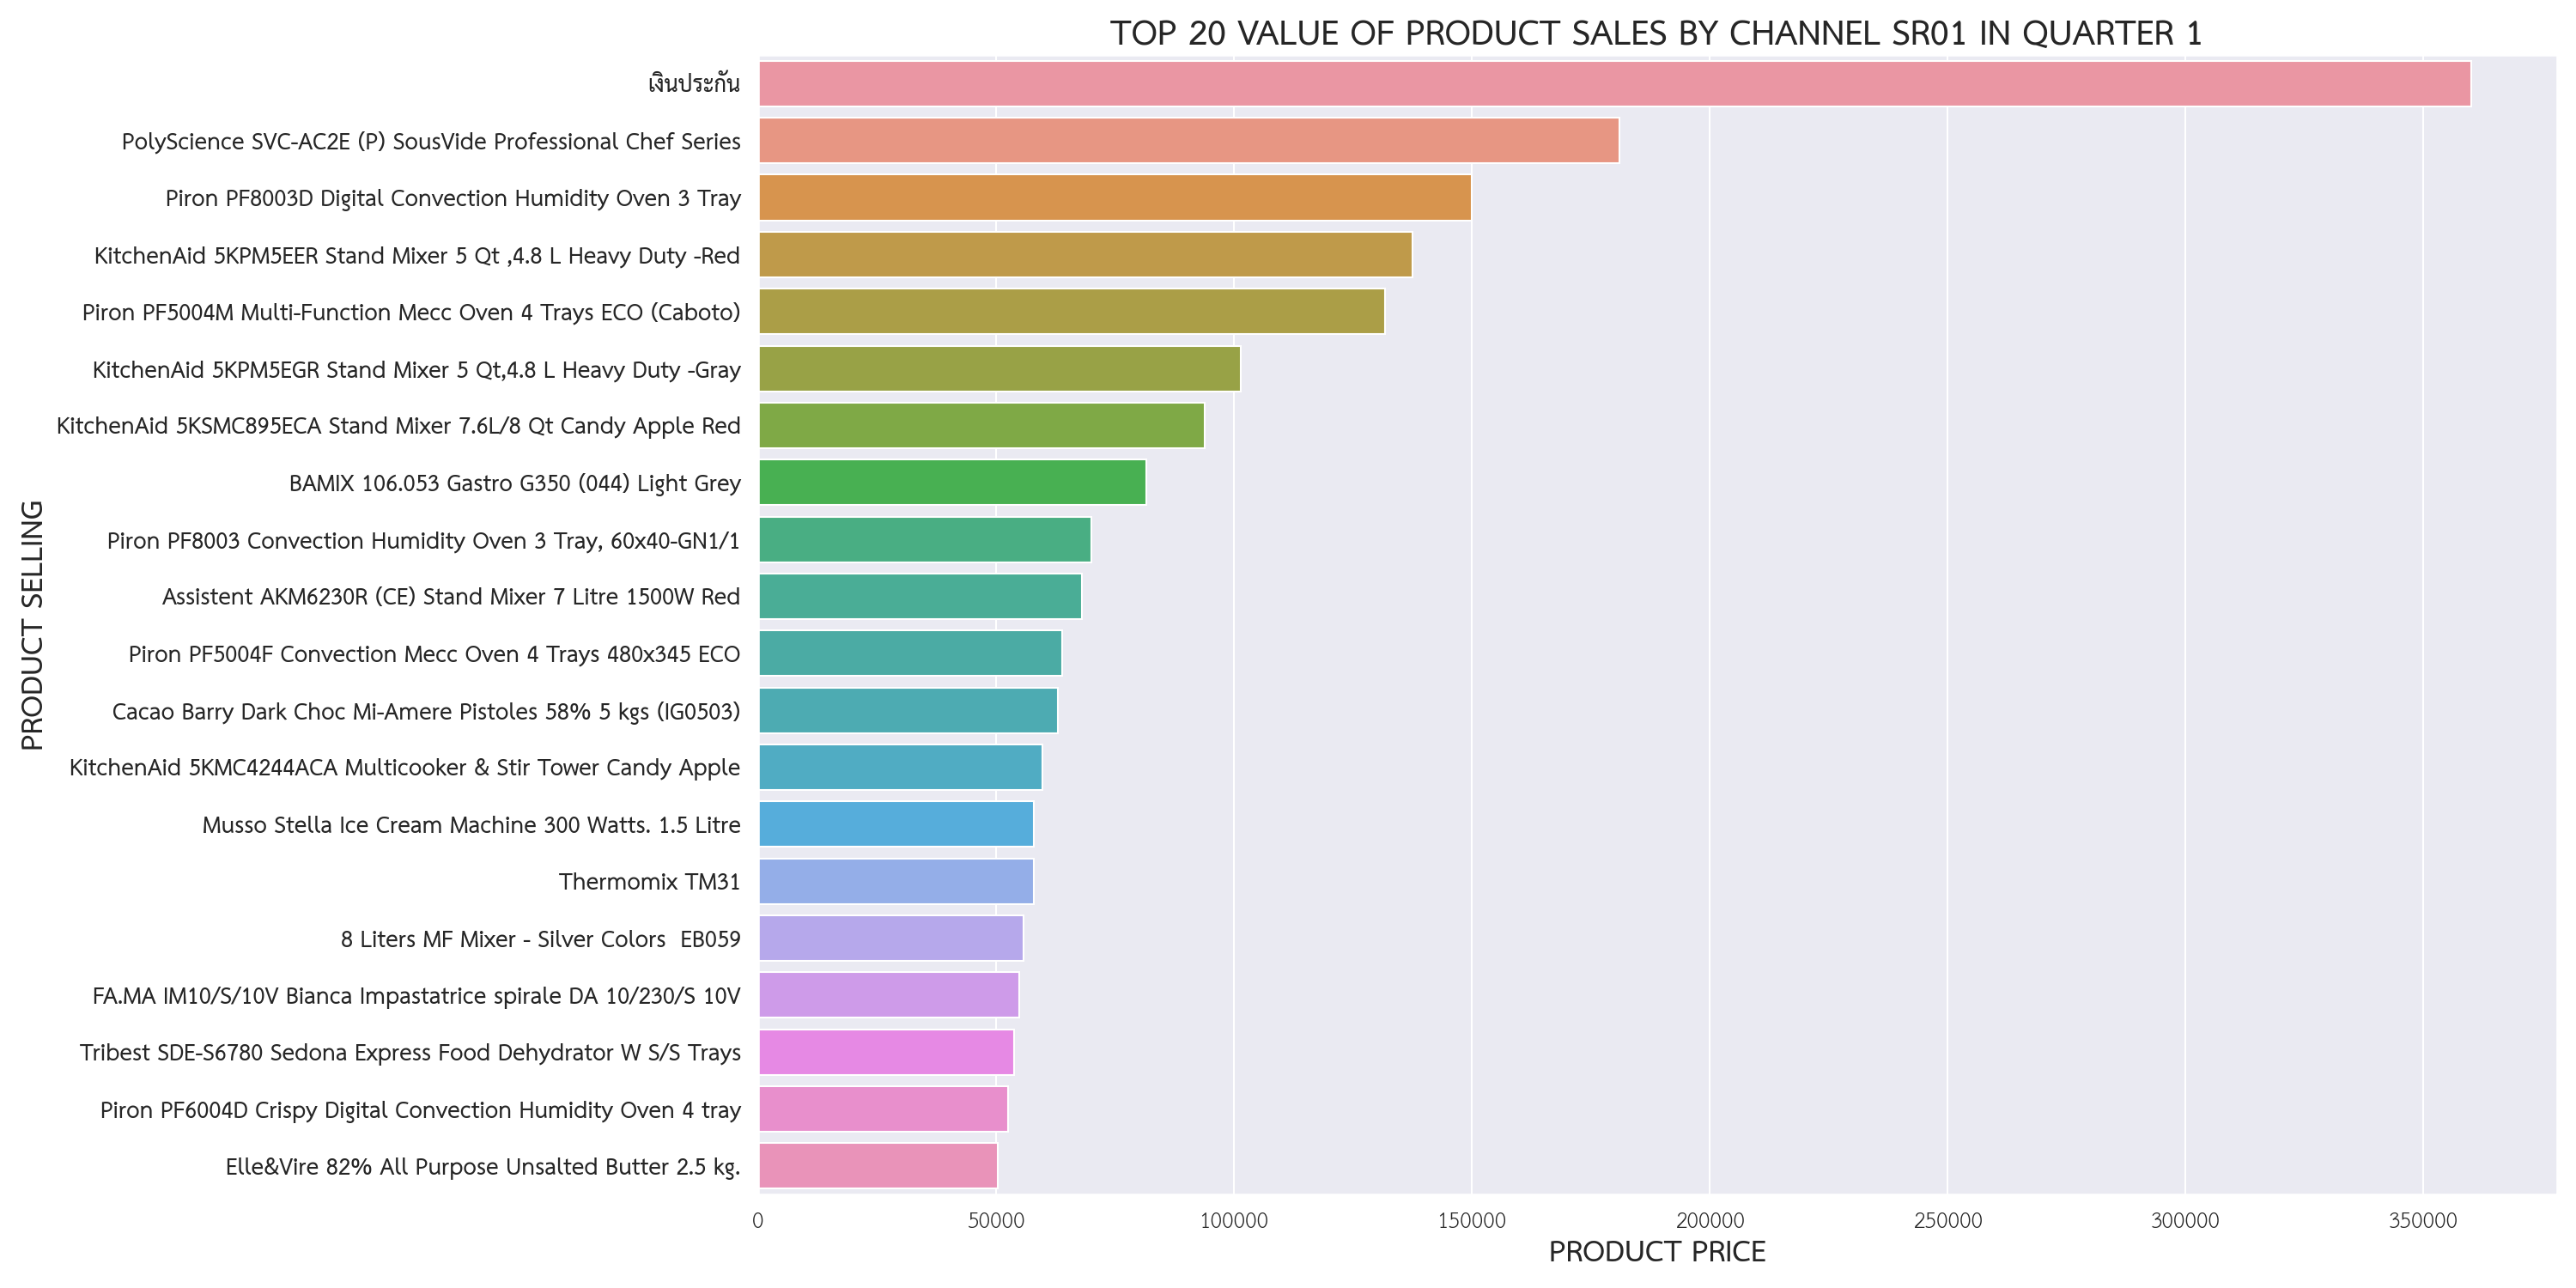 TOP 20 VALUE OF PRODUCT SALES BY CHANNEL SR01 IN QUARTER 1
PRODUCT SELLING
เงินประกัน
PolyScience SVC-AC2E (P) SousVide Professional Chef Series
Piron PF8003D Digital Convection Humidity Oven 3 Tray
KitchenAid 5KPM5EER Stand Mixer 5 Qt ,4.8 L Heavy Duty -Red
Piron PF5004M Multi-Function Mecc Oven 4 Trays ECO (Caboto)
KitchenAid 5KPM5EGR Stand Mixer 5 Qt,4.8 L Heavy Duty -Gray
KitchenAid 5KSMC895ECA Stand Mixer 7.6L/8 Qt Candy Apple Red
BAMIX 106.053 Gastro G350 (044) Light Grey
Piron PF8003 Convection Humidity Oven 3 Tray, 60x40-GN1/1
Assistent AKM6230R (CE) Stand Mixer 7 Litre 1500W Red
Piron PF5004F Convection Mecc Oven 4 Trays 480x345 ECO
Cacao Barry Dark Choc Mi-Amere Pistoles 58% 5 kgs (IG0503)
KitchenAid 5KMC4244ACA Multicooker & Stir Tower Candy Apple
Musso Stella Ice Cream Machine 300 Watts. 1.5 Litre
Thermomix TM31
8 Liters MF Mixer - Silver Colors  EB059
FA.MA IM10/S/10V Bianca Impastatrice spirale DA 10/230/S 10V
Tribest SDE-S6780 Sedona Express Food Dehydrator W S/S Trays
Piron PF6004D Crispy Digital Convection Humidity Oven 4 tray
Elle&Vire 82% All Purpose Unsalted Butter 2.5 kg.
0 50000 100000 150000 200000 250000 300000 350000
PRODUCT PRICE